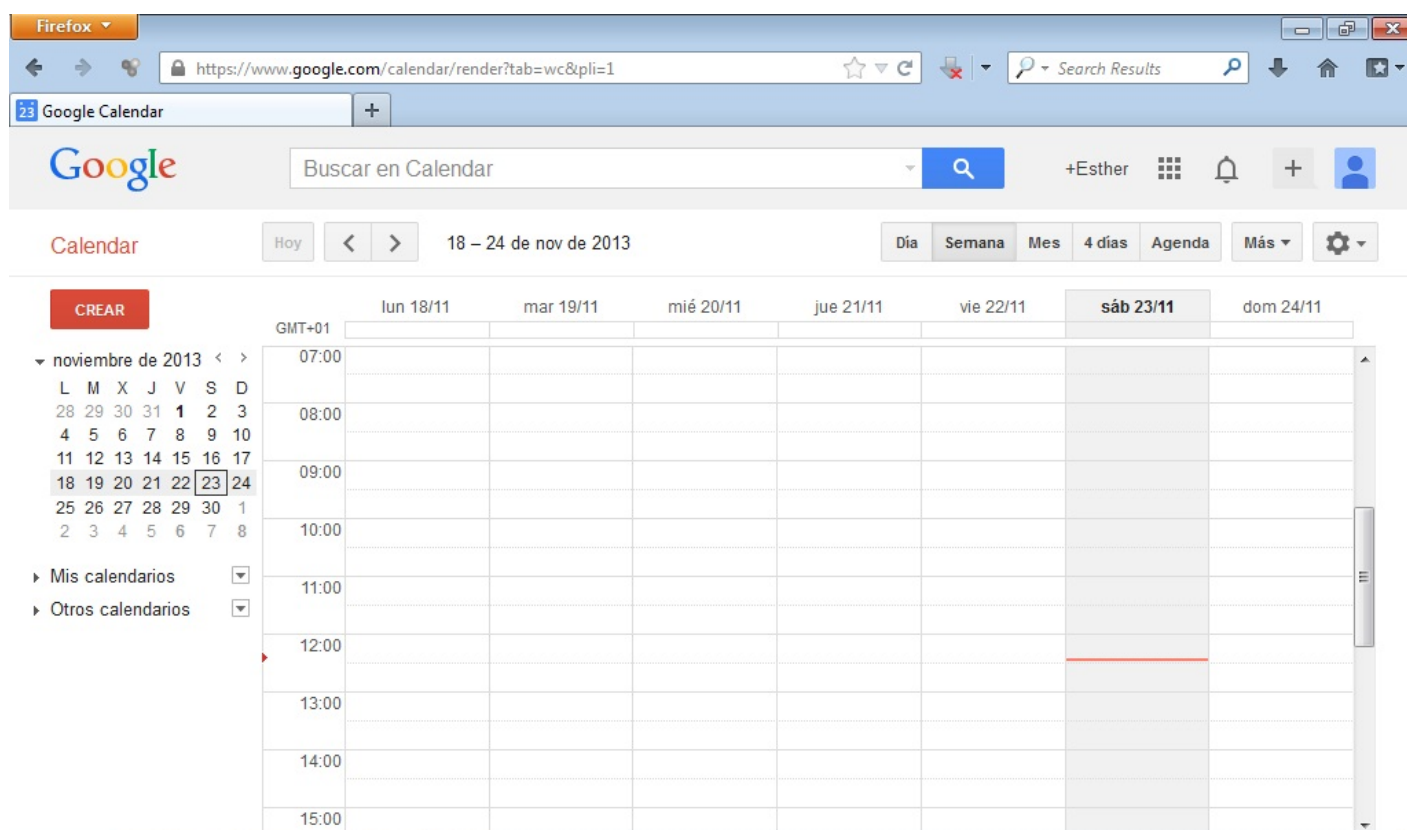 Firefox
https://www.google.com/calendar/render?tab=wc&pli=1
Search Results
23 Google Calendar
+
Google
Buscar en Calendar
+Esther
+
Calendar
Hoy
18 – 24 de nov de 2013
Día Semana Mes 4 días Agenda
Más
CREAR
lun 18/11 mar 19/11 mié 20/11 jue 21/11 vie 22/11 sáb 23/11 dom 24/11
GMT+01
noviembre de 2013
L M X J V S D
28 29 30 31 1 2 3
4 5 6 7 8 9 10
11 12 13 14 15 16 17
18 19 20 21 22 23 24
25 26 27 28 29 30 1
2 3 4 5 6 7 8
Mis calendarios
Otros calendarios
07:00
08:00
09:00
10:00
11:00
12:00
13:00
14:00
15:00